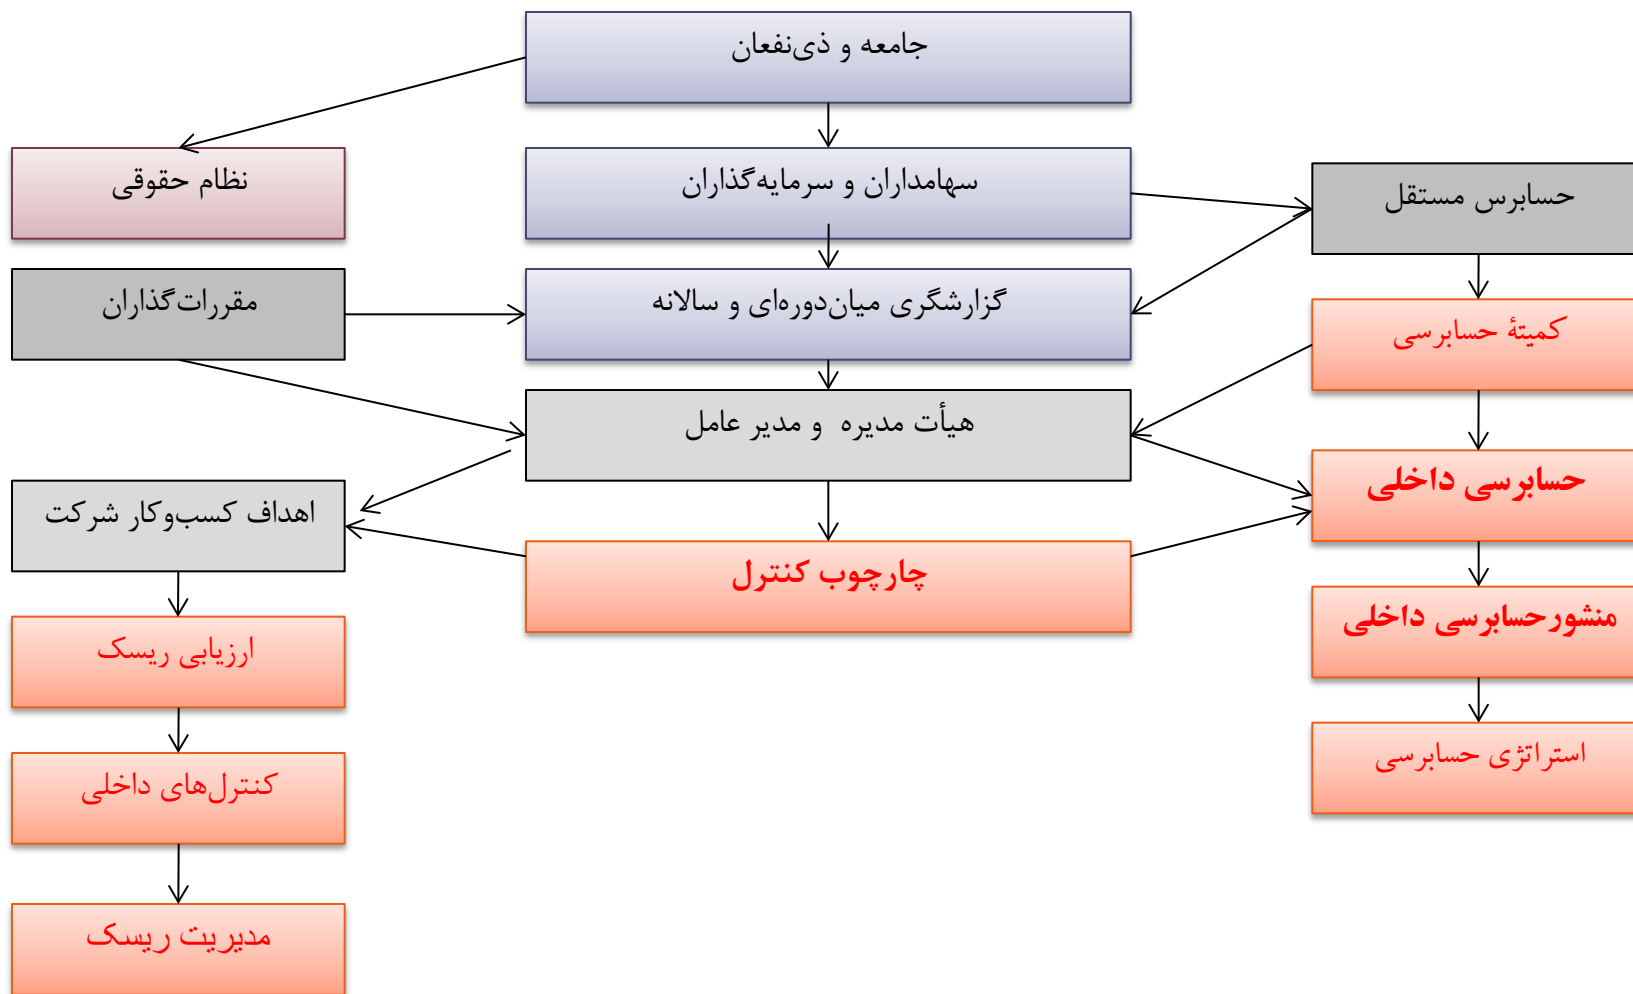 جامعه و ذی‌نفعان
نظام حقوقی
سهامداران و سرمایه‌گذاران
حسابرس مستقل
مقررات‌گذاران
گزارشگری میان‌دوره‌ای و سالانه
کمیتۀ حسابرسی
هیأت مدیره و مدیر عامل
حسابرسی داخلی
اهداف کسب‌وکار شرکت
چارچوب کنترل
منشورحسابرسی داخلی
ارزیابی ریسک
استراتژی حسابرسی
کنترل‌های داخلی
مدیریت ریسک